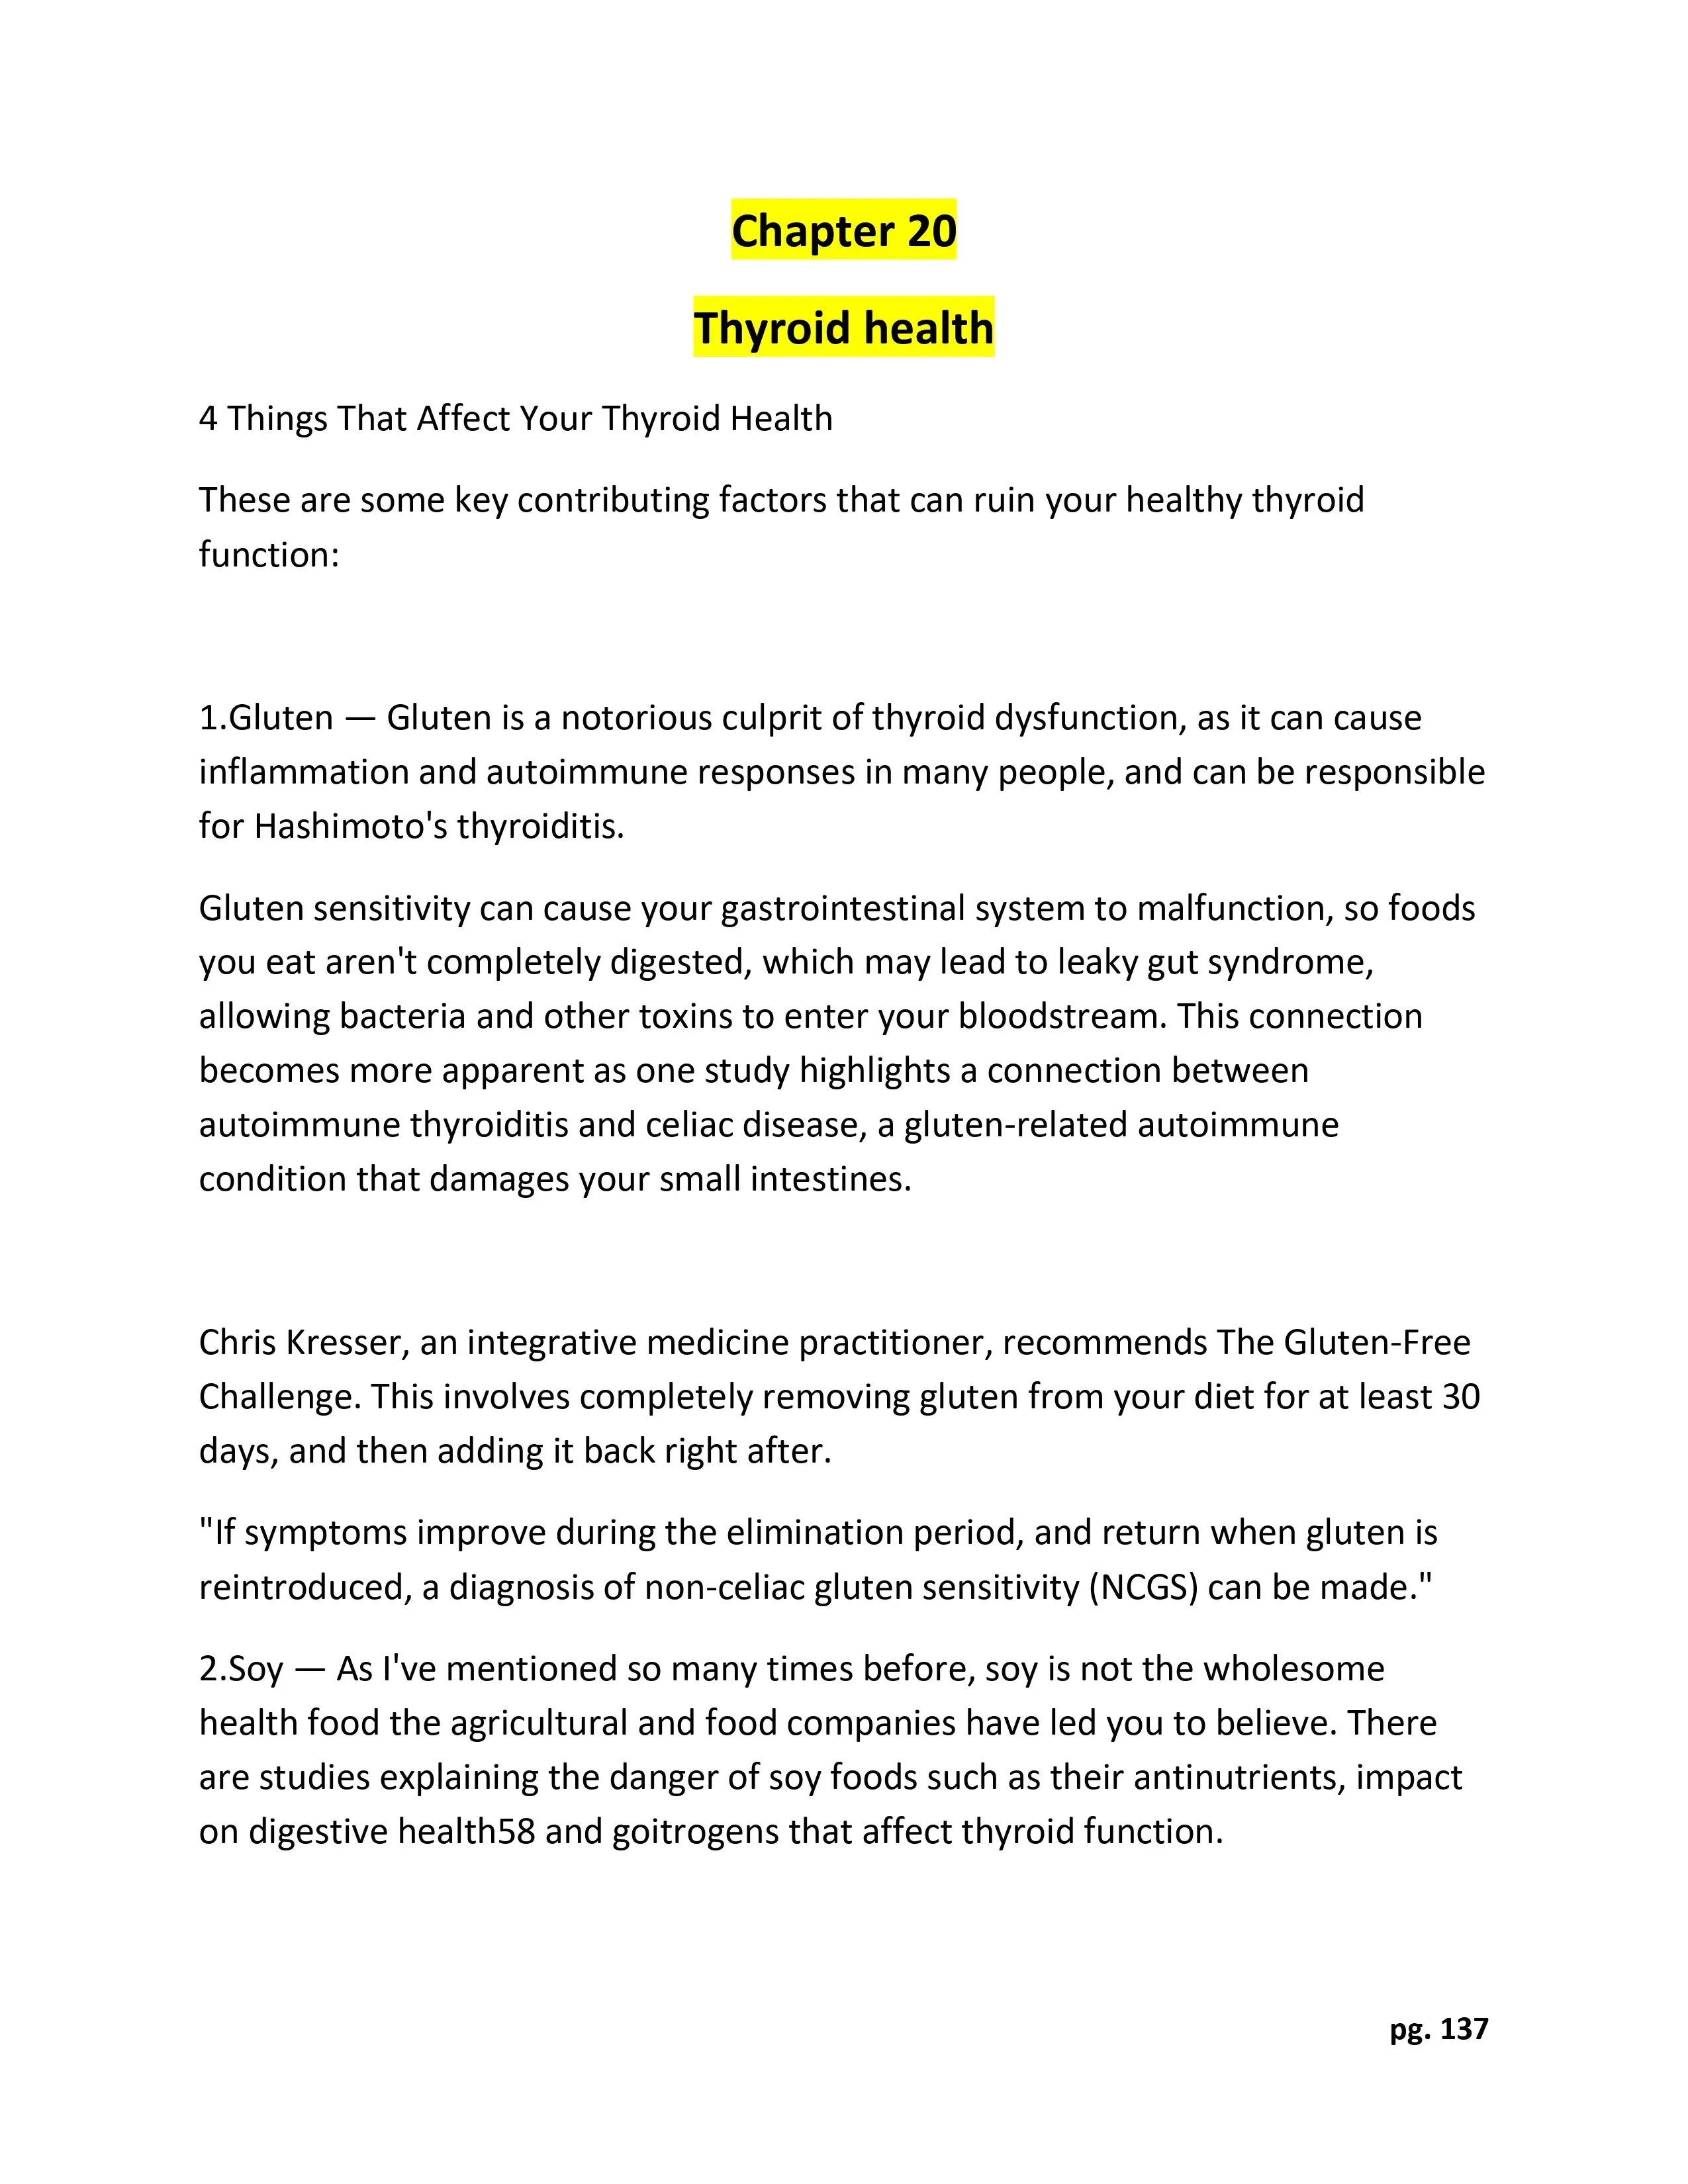 Chapter 20
Thyroid health
4 Things That Affect Your Thyroid Health
These are some key contributing factors that can ruin your healthy thyroid
function:
1.Gluten — Gluten is a notorious culprit of thyroid dysfunction, as it can cause
inflammation and autoimmune responses in many people, and can be responsible
for Hashimoto's thyroiditis.
Gluten sensitivity can cause your gastrointestinal system to malfunction, so foods
you eat aren't completely digested, which may lead to leaky gut syndrome,
allowing bacteria and other toxins to enter your bloodstream. This connection
becomes more apparent as one study highlights a connection between
autoimmune thyroiditis and celiac disease, a gluten-related autoimmune
condition that damages your small intestines.
Chris Kresser, an integrative medicine practitioner, recommends The Gluten-Free
Challenge. This involves completely removing gluten from your diet for at least 30
days, and then adding it back right after.
"If symptoms improve during the elimination period, and return when gluten is
reintroduced, a diagnosis of non-celiac gluten sensitivity (NCGS) can be made."
2.Soy — As I've mentioned so many times before, soy is not the wholesome
health food the agricultural and food companies have led you to believe. There
are studies explaining the danger of soy foods such as their antinutrients, impact
on digestive health58 and goitrogens that affect thyroid function.
pg. 137